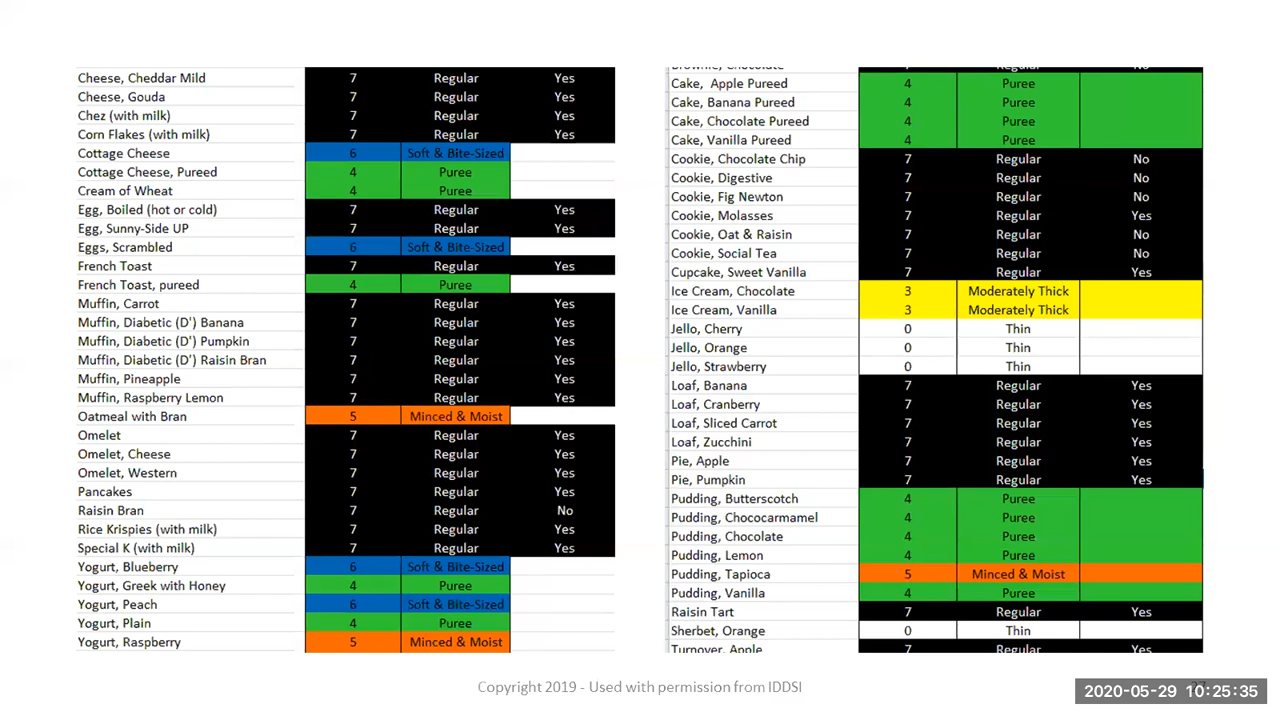 Cheese, Cheddar Mild 7 Regular Yes
Cheese, Gouda 7 Regular Yes
Chez (with milk) 7 Regular Yes
Corn Flakes (with milk) 7 Regular Yes
Cottage Cheese 6 Soft & Bite-Sized
Cottage Cheese, Pureed 4 Puree
Cream of Wheat 4 Puree
Egg, Boiled (hot or cold) 7 Regular Yes
Egg, Sunny-Side UP 7 Regular Yes
Eggs, Scrambled 6 Soft & Bite-Sized
French Toast 7 Regular Yes
French Toast, pureed 4 Puree
Muffin, Carrot 7 Regular Yes
Muffin, Diabetic (D') Banana 7 Regular Yes
Muffin, Diabetic (D') Pumpkin 7 Regular Yes
Muffin, Diabetic (D') Raisin Bran 7 Regular Yes
Muffin, Pineapple 7 Regular Yes
Muffin, Raspberry Lemon 7 Regular Yes
Oatmeal with Bran 5 Minced & Moist
Omelet 7 Regular Yes
Omelet, Cheese 7 Regular Yes
Omelet, Western 7 Regular Yes
Pancakes 7 Regular Yes
Raisin Bran 7 Regular No
Rice Krispies (with milk) 7 Regular Yes
Special K (with milk) 7 Regular Yes
Yogurt, Blueberry 6 Soft & Bite-Sized
Yogurt, Greek with Honey 4 Puree
Yogurt, Peach 6 Soft & Bite-Sized
Yogurt, Plain 4 Puree
Yogurt, Raspberry 5 Minced & Moist
Brownie, Chocolate 7 Regular No
Cake, Apple Pureed 4 Puree
Cake, Banana Pureed 4 Puree
Cake, Chocolate Pureed 4 Puree
Cake, Vanilla Pureed 4 Puree
Cookie, Chocolate Chip 7 Regular No
Cookie, Digestive 7 Regular No
Cookie, Fig Newton 7 Regular No
Cookie, Molasses 7 Regular Yes
Cookie, Oat & Raisin 7 Regular No
Cookie, Social Tea 7 Regular No
Cupcake, Sweet Vanilla 7 Regular Yes
Ice Cream, Chocolate 3 Moderately Thick
Ice Cream, Vanilla 3 Moderately Thick
Jello, Cherry 0 Thin
Jello, Orange 0 Thin
Jello, Strawberry 0 Thin
Loaf, Banana 7 Regular Yes
Loaf, Cranberry 7 Regular Yes
Loaf, Sliced Carrot 7 Regular Yes
Loaf, Zucchini 7 Regular Yes
Pie, Apple 7 Regular Yes
Pie, Pumpkin 7 Regular Yes
Pudding, Butterscotch 4 Puree
Pudding, Chococarmamel 4 Puree
Pudding, Chocolate 4 Puree
Pudding, Lemon 4 Puree
Pudding, Tapioca 5 Minced & Moist
Pudding, Vanilla 4 Puree
Raisin Tart 7 Regular Yes
Sherbet, Orange 0 Thin
Turnover, Apple 7 Regular Yes
Copyright 2019 - Used with permission from IDDSI
2020-05-29 10:25:35